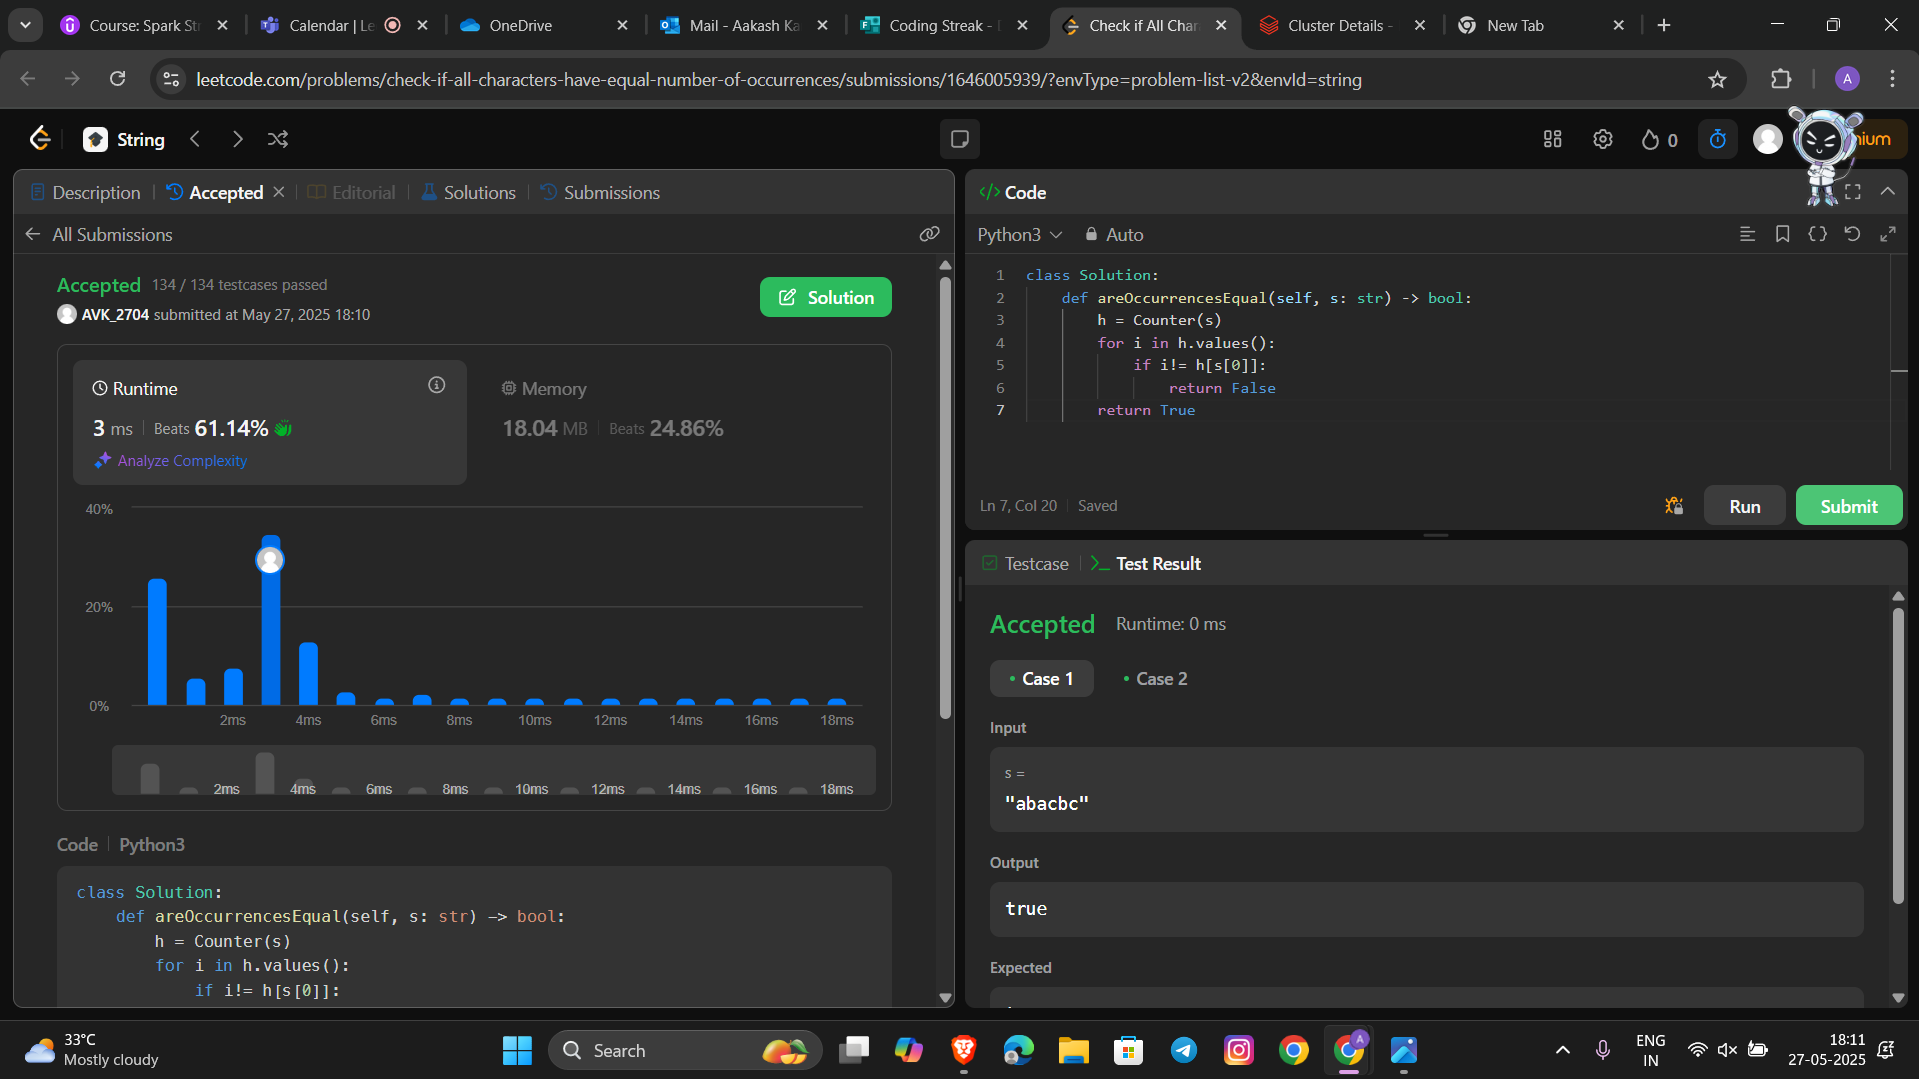 Course: Spark St
Calendar | Le
OneDrive
Mail - Aakash Ka
Coding Streak -
Check if All Char
Cluster Details -
New Tab
leetcode.com/problems/check-if-all-characters-have-equal-number-of-occurrences/submissions/1646005939/?envType=problem-list-v2&envId=string
A
String
0
Description
Accepted
Editorial
Solutions
Submissions
All Submissions
Accepted 134 / 134 testcases passed
AVK_2704 submitted at May 27, 2025 18:10
Solution
Runtime
3 ms Beats 61.14%
Analyze Complexity
Memory
18.04 MB Beats 24.86%
40%
20%
0%
2ms 4ms 6ms 8ms 10ms 12ms 14ms 16ms 18ms
2ms 4ms 6ms 8ms 10ms 12ms 14ms 16ms 18ms
Code | Python3
class Solution:
def areOccurrencesEqual(self, s: str) -> bool:
h = Counter(s)
for i in h.values():
if i!= h[s[0]]:
</> Code
Python3 Auto
1 class Solution:
2 def areOccurrencesEqual(self, s: str) -> bool:
3 h = Counter(s)
4 for i in h.values():
5 if i!= h[s[0]]:
6 return False
7 return True
Ln 7, Col 20 Saved
Run
Submit
Testcase
Test Result
Accepted Runtime: 0 ms
Case 1
Case 2
Input
s =
"abacbc"
Output
true
Expected
33°C
Mostly cloudy
Search
A
ENG
IN
18:11
27-05-2025